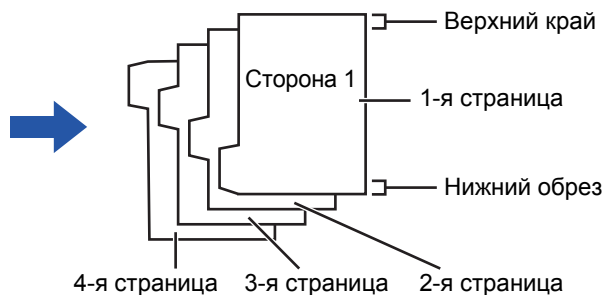 Верхний край
Сторона 1
1-я страница
Нижний обрез
4-я страница 3-я страница 2-я страница